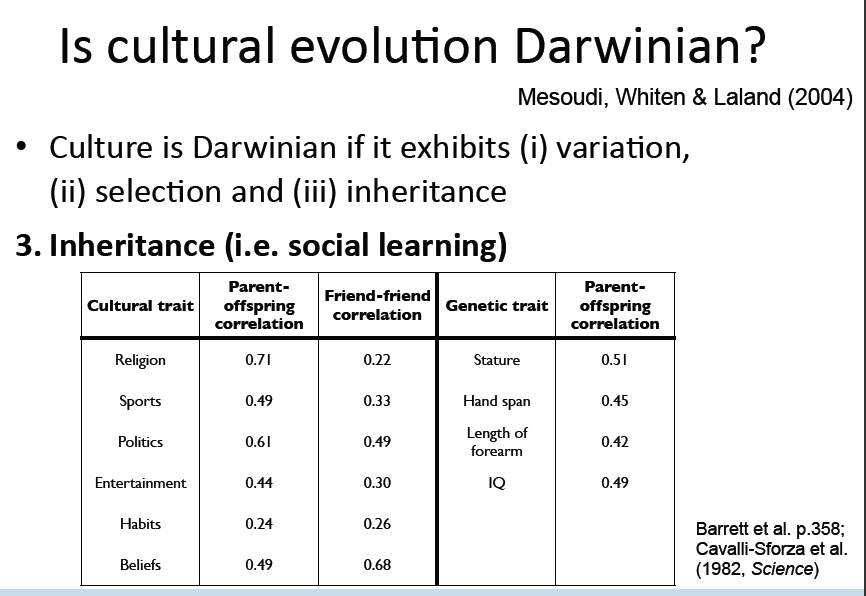 Is cultural evolution Darwinian?
Mesoudi, Whiten & Laland (2004)
• Culture is Darwinian if it exhibits (i) variation,
(ii) selection and (iii) inheritance
3. Inheritance (i.e. social learning)
Cultural trait Parent-offspring correlation Friend-friend correlation Genetic trait Parent-offspring correlation
Religion 0.71 0.22 Stature 0.51
Sports 0.49 0.33 Hand span 0.45
Politics 0.61 0.49 Length of forearm 0.42
Entertainment 0.44 0.30 IQ 0.49
Habits 0.24 0.26
Beliefs 0.49 0.68
Barrett et al. p.358;
Cavalli-Sforza et al.
(1982, Science)